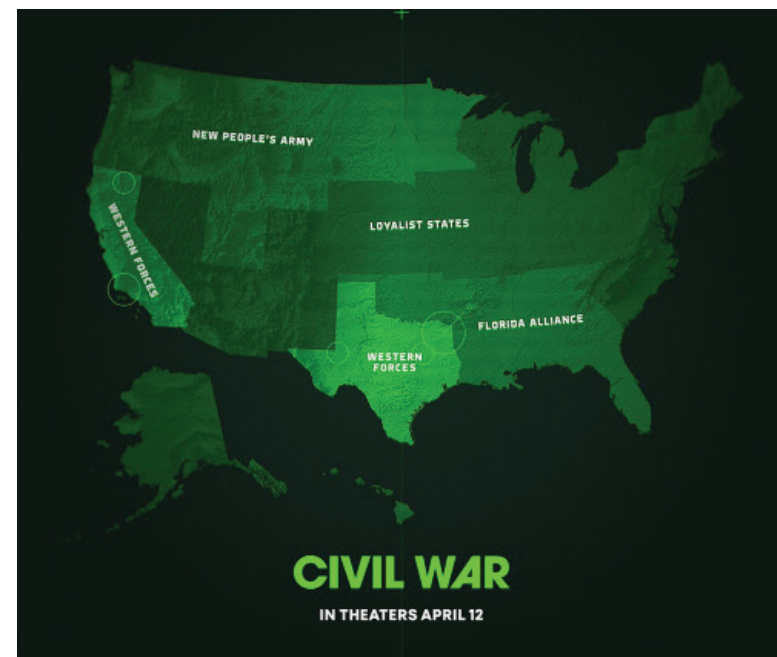 NEW PEOPLE'S ARMY
WESTERN FORCES
LOYALIST STATES
FLORIDA ALLIANCE
WESTERN
FORCES
CIVIL WAR
IN THEATERS APRIL 12